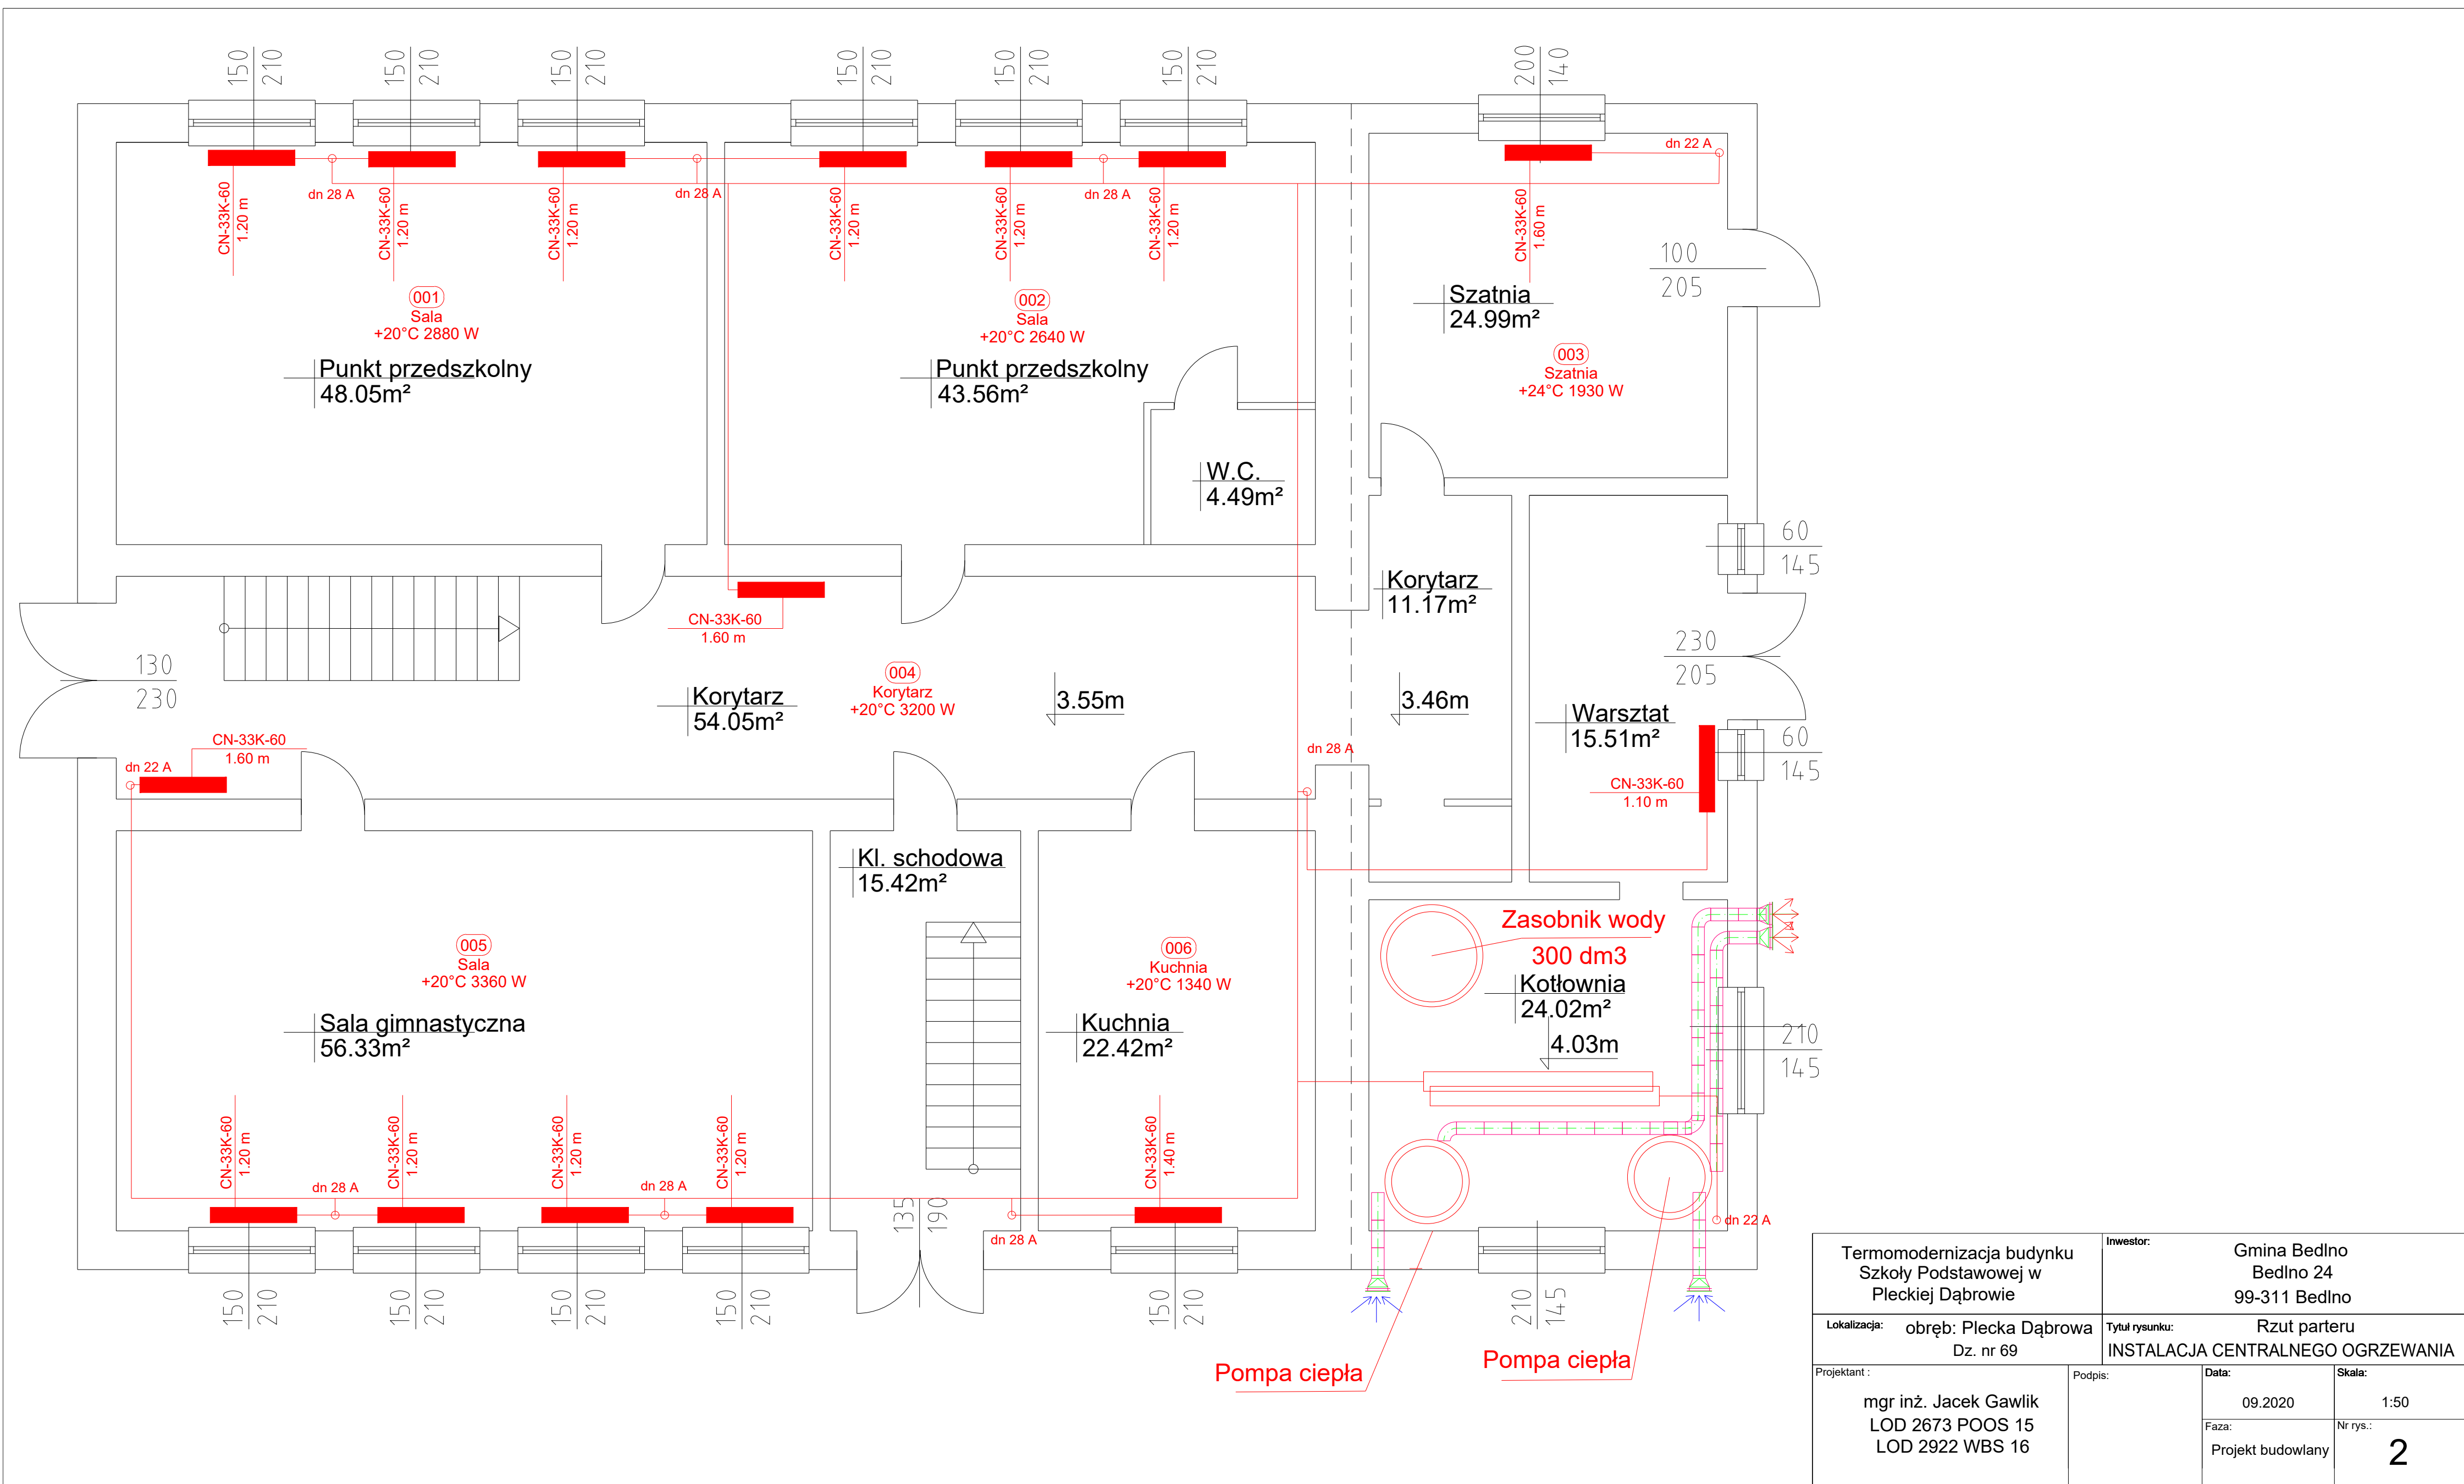 150
210
150
210
150
210
150
210
150
210
150
210
200
140
CN-33K-60
1.20 m
dn 28 A
CN-33K-60
1.20 m
CN-33K-60
1.20 m
dn 28 A
CN-33K-60
1.20 m
CN-33K-60
1.20 m
dn 28 A
CN-33K-60
1.20 m
CN-33K-60
1.60 m
dn 22 A
001
Sala
+20°C 2880 W
Punkt przedszkolny
48.05m²
002
Sala
+20°C 2640 W
Punkt przedszkolny
43.56m²
W.C.
4.49m²
Szatnia
24.99m²
003
Szatnia
+24°C 1930 W
100
205
60
145
CN-33K-60
1.60 m
130
230
Korytarz
54.05m²
004
Korytarz
+20°C 3200 W
3.55m
Korytarz
11.17m²
3.46m
230
205
Warsztat
15.51m²
60
145
CN-33K-60
1.10 m
dn 28 A
CN-33K-60
1.60 m
dn 22 A
Kl. schodowa
15.42m²
005
Sala
+20°C 3360 W
Sala gimnastyczna
56.33m²
006
Kuchnia
+20°C 1340 W
Kuchnia
22.42m²
Zasobnik wody
300 dm3
Kotłownia
24.02m²
4.03m
210
145
CN-33K-60
1.20 m
dn 28 A
CN-33K-60
1.20 m
CN-33K-60
1.20 m
dn 28 A
CN-33K-60
1.20 m
135
190
dn 28 A
CN-33K-60
1.40 m
dn 22 A
150
210
150
210
150
210
150
210
150
210
210
145
Pompa ciepła
Pompa ciepła
Termomodernizacja budynku
Szkoły Podstawowej w
Pleckiej Dąbrowie
Inwestor:
Gmina Bedlno
Bedlno 24
99-311 Bedlno
Lokalizacja: obręb: Plecka Dąbrowa
Dz. nr 69
Tytuł rysunku: Rzut parteru
INSTALACJA CENTRALNEGO OGRZEWANIA
Projektant :
mgr inż. Jacek Gawlik
LOD 2673 POOS 15
LOD 2922 WBS 16
Podpis:
Data:
09.2020
Skala:
1:50
Faza:
Projekt budowlany
Nr rys.:
2